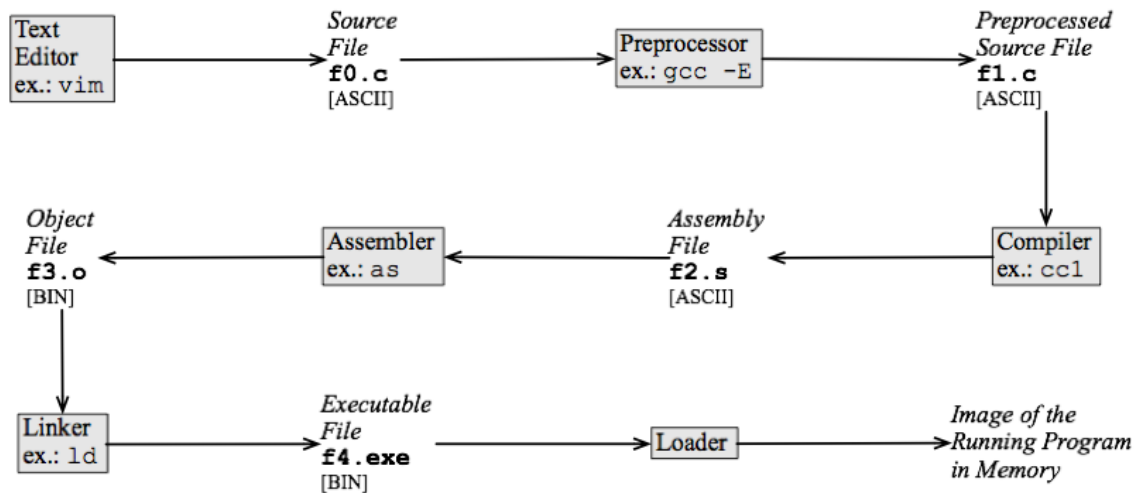 Text
Editor
ex.: vim
Source
File
f0.c
[ASCII]
Preprocessor
ex.: gcc -E
Preprocessed
Source File
f1.c
[ASCII]
Compiler
ex.: cc1
Assembly
File
f2.s
[ASCII]
Assembler
ex.: as
Object
File
f3.o
[BIN]
Linker
ex.: ld
Executable
File
f4.exe
[BIN]
Loader
Image of the
Running Program
in Memory